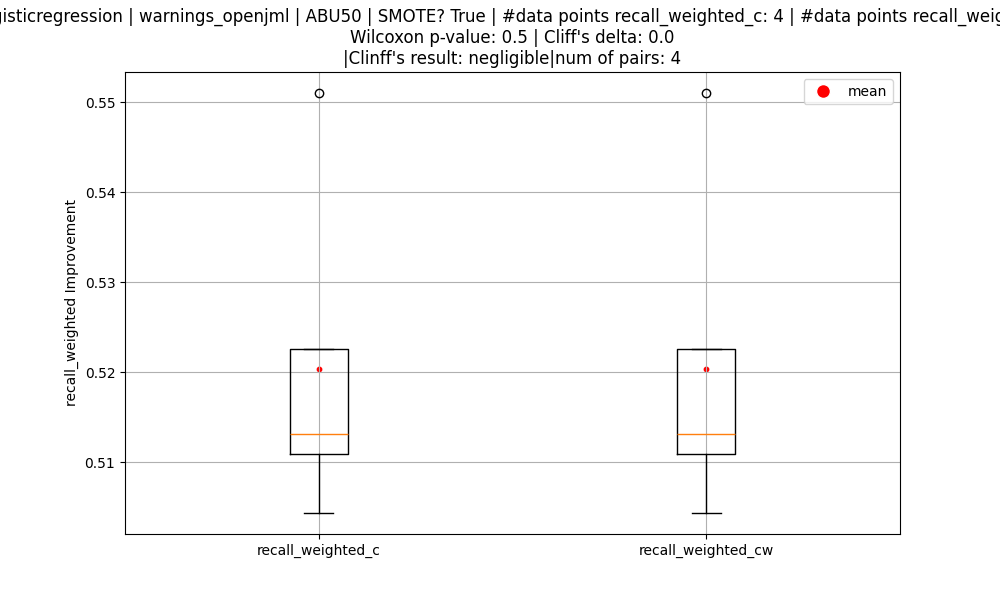 gisticregression | warnings_openjml | ABU50 | SMOTE? True | #data points recall_weighted_c: 4 | #data points recall_weig
Wilcoxon p-value: 0.5 | Cliff's delta: 0.0
|Clinff's result: negligible|num of pairs: 4
mean
0.55
0.54
0.53
0.52
0.51
recall_weighted Improvement
recall_weighted_c
recall_weighted_cw